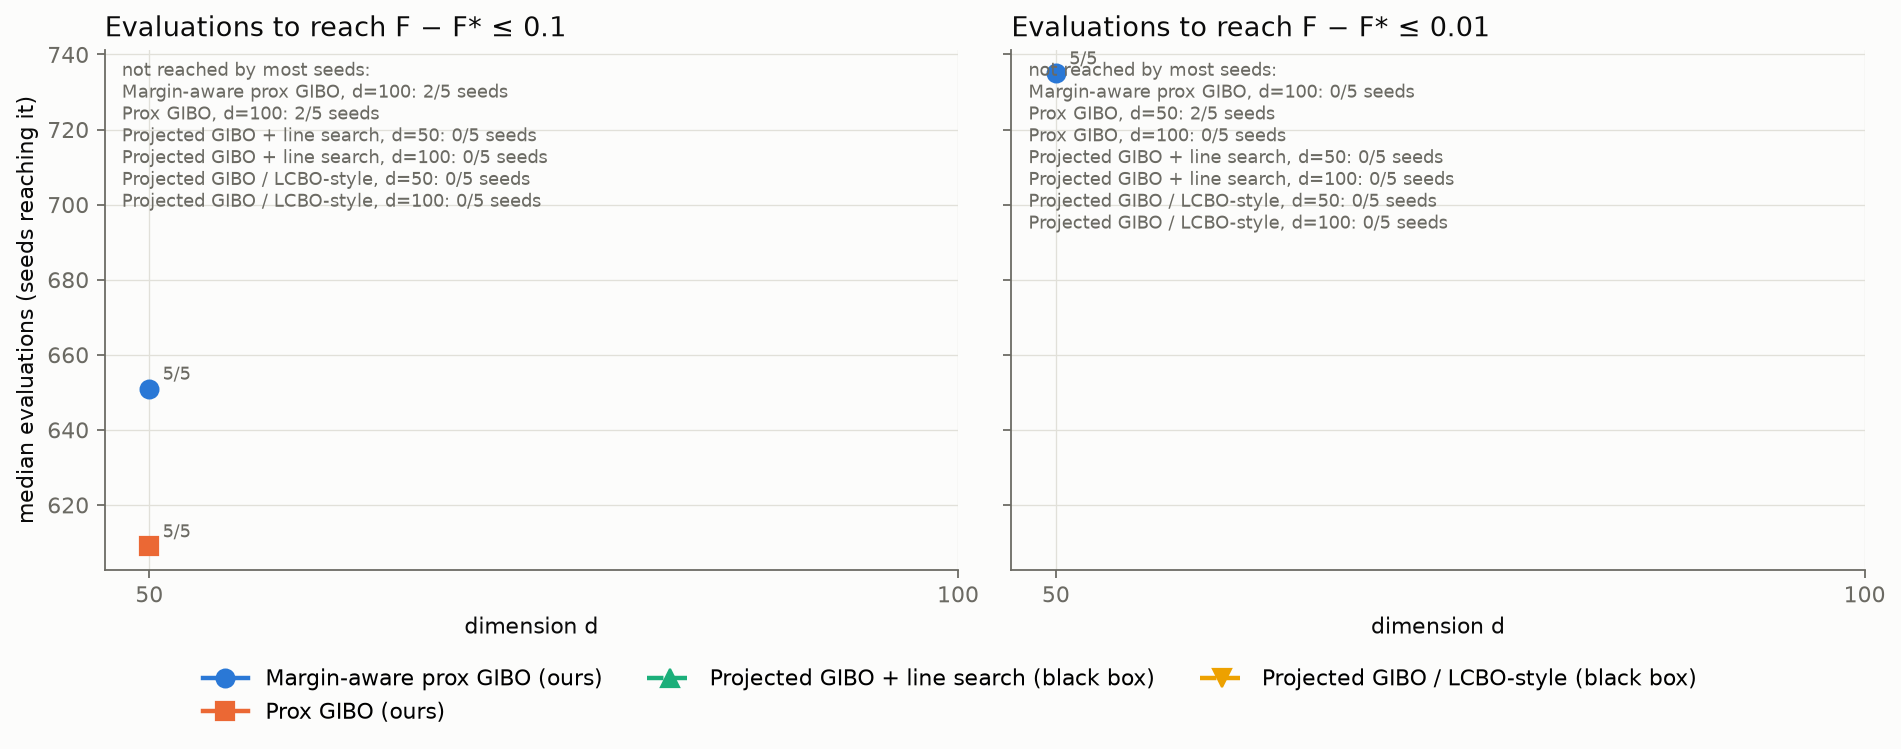 Evaluations to reach F − F* ≤ 0.1
Evaluations to reach F − F* ≤ 0.01
median evaluations (seeds reaching it)
740
720
700
680
660
640
620
not reached by most seeds:
Margin-aware prox GIBO, d=100: 2/5 seeds
Prox GIBO, d=100: 2/5 seeds
Projected GIBO + line search, d=50: 0/5 seeds
Projected GIBO + line search, d=100: 0/5 seeds
Projected GIBO / LCBO-style, d=50: 0/5 seeds
Projected GIBO / LCBO-style, d=100: 0/5 seeds
5/5
5/5
50
100
dimension d
5/5
not reached by most seeds:
Margin-aware prox GIBO, d=100: 0/5 seeds
Prox GIBO, d=50: 2/5 seeds
Prox GIBO, d=100: 0/5 seeds
Projected GIBO + line search, d=50: 0/5 seeds
Projected GIBO + line search, d=100: 0/5 seeds
Projected GIBO / LCBO-style, d=50: 0/5 seeds
Projected GIBO / LCBO-style, d=100: 0/5 seeds
50
100
dimension d
Margin-aware prox GIBO (ours)
Prox GIBO (ours)
Projected GIBO + line search (black box)
Projected GIBO / LCBO-style (black box)